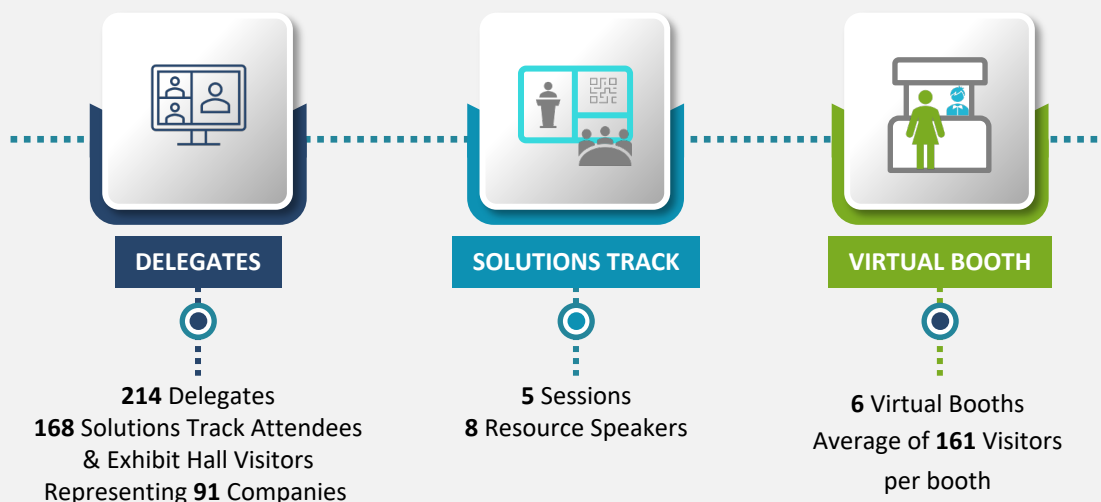 DELEGATES
214 Delegates
168 Solutions Track Attendees
& Exhibit Hall Visitors
Representing 91 Companies
SOLUTIONS TRACK
5 Sessions
8 Resource Speakers
VIRTUAL BOOTH
6 Virtual Booths
Average of 161 Visitors
per booth